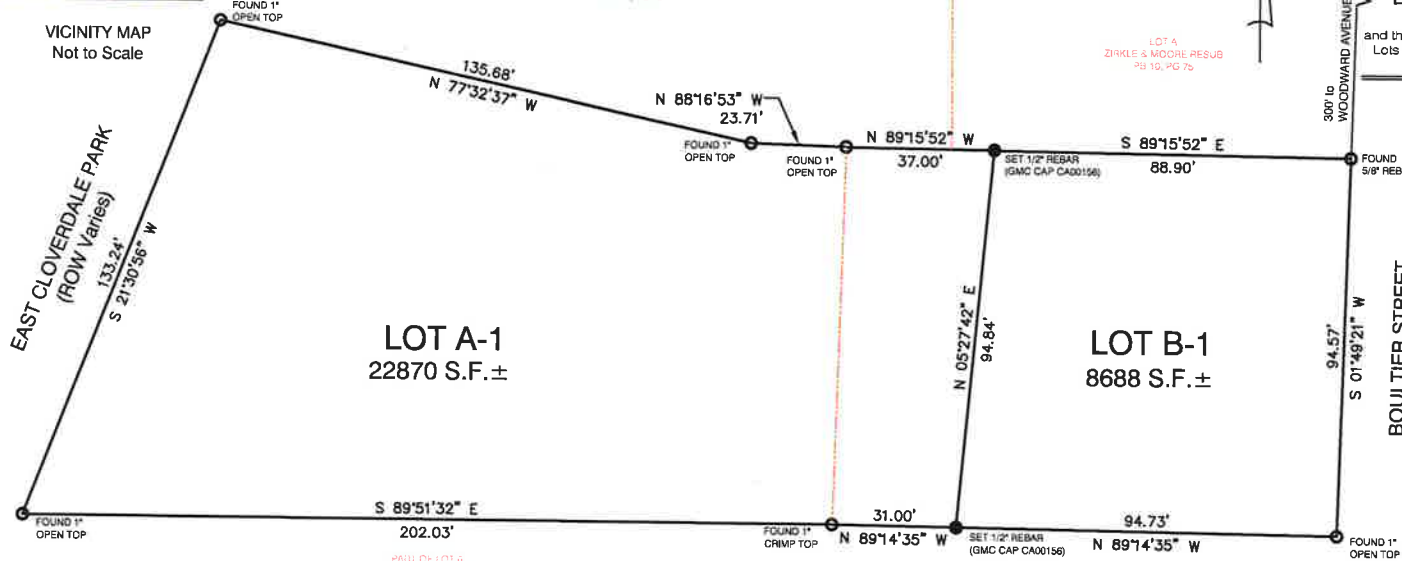 FOUND 1"
OPEN TOP
VICINITY MAP
Not to Scale
LOT A
ZIRKLE & MOORE RESUB
PB 10, PG 75
300' to
WOODWARD AVENUE
and th
Lots
135.68'
N 77°32'37" W
N 88°16'53" W
23.71'
FOUND 1"
OPEN TOP
FOUND 1"
OPEN TOP
N 89°15'52" W
37.00'
SET 1/2" REBAR
(GMC CAP CA00156)
S 89°15'52" E
88.90'
FOUND
5/8" REB
EAST CLOVERDALE PARK
(ROW Varies)
133.24'
S 21°30'56" W
LOT A-1
22870 S.F.±
N 05°27'42" E
94.84'
LOT B-1
8688 S.F.±
94.57'
S 01°49'21" W
BOULTIER STREET
FOUND 1"
OPEN TOP
S 89°51'32" E
202.03'
FOUND 1"
CRIMP TOP
31.00'
N 89°14'35" W
SET 1/2" REBAR
(GMC CAP CA00156)
94.73'
N 89°14'35" W
FOUND 1"
OPEN TOP